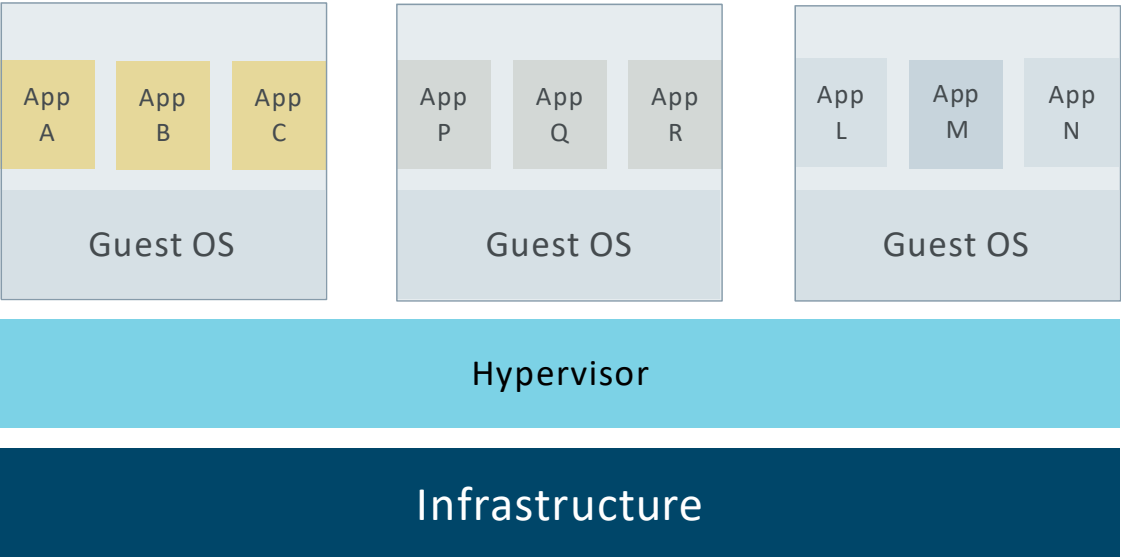 App
A
App
B
App
C
Guest OS
App
P
App
Q
App
R
Guest OS
App
L
App
M
App
N
Guest OS
Hypervisor
Infrastructure